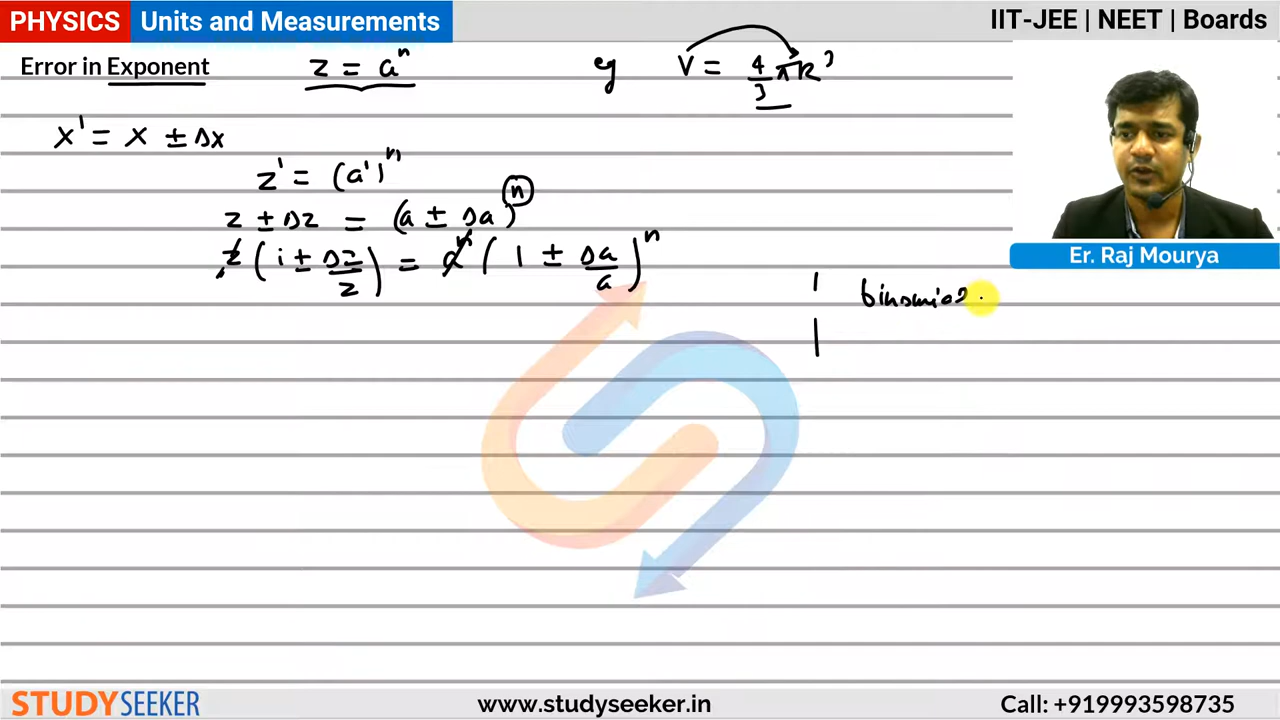 PHYSICS Units and Measurements IIT-JEE | NEET | Boards
Error in Exponent z = aⁿ eg V = 4/3 πR³
x' = x ± Δx
z' = (a')ⁿ
z ± Δz = (a ± Δa)ⁿ
z (1 ± Δz/z) = aⁿ (1 ± Δa/a)ⁿ
Er. Raj Mourya
binomial
STUDYSEEKER www.studyseeker.in Call: +919993598735